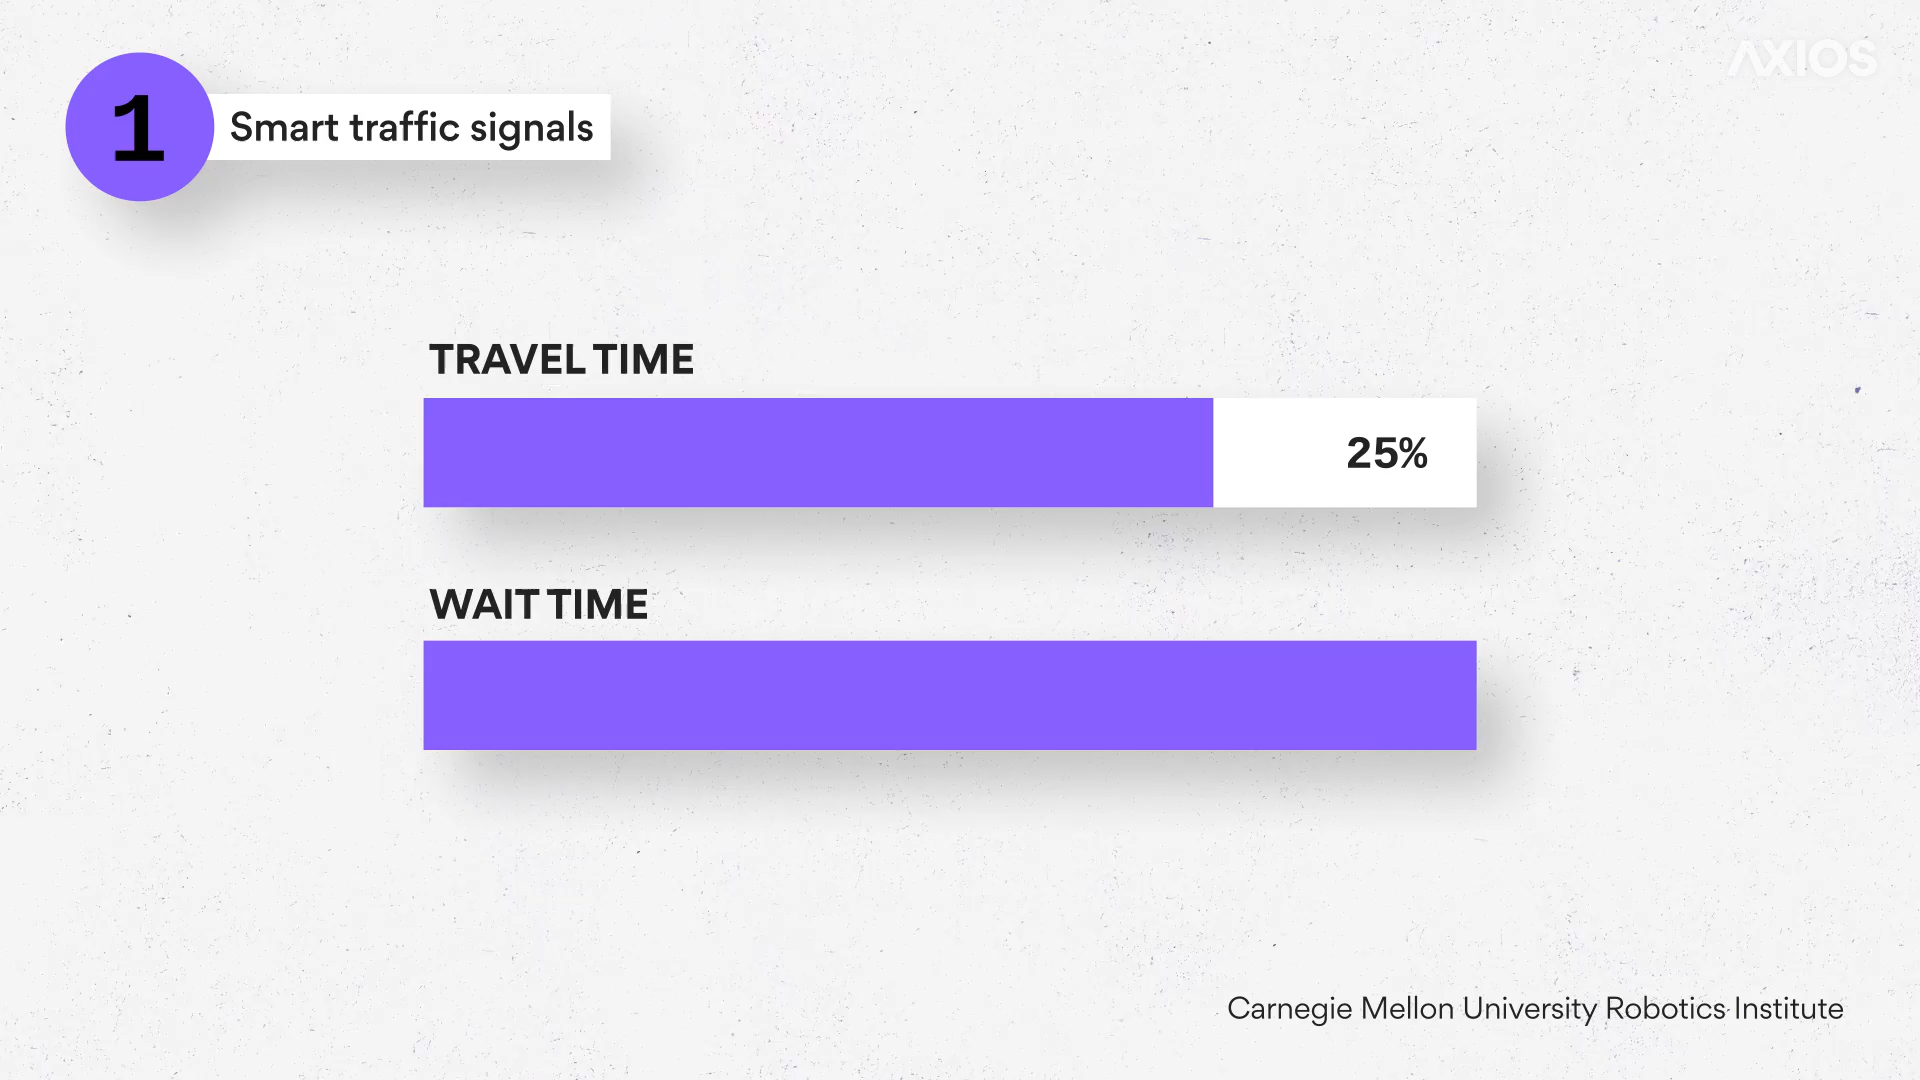 AXIOS
1
Smart traffic signals
TRAVEL TIME
25%
WAIT TIME
Carnegie Mellon University Robotics Institute